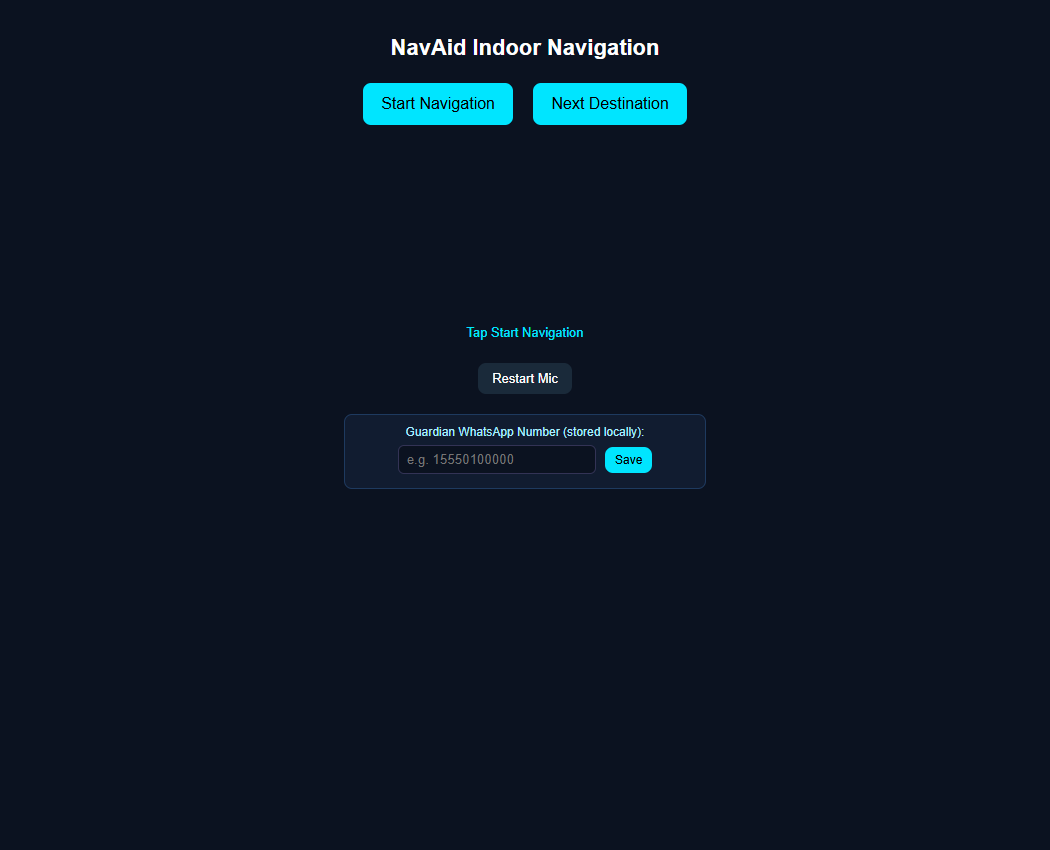 NavAid Indoor Navigation
Start Navigation Next Destination
Tap Start Navigation
Restart Mic
Guardian WhatsApp Number (stored locally):
e.g. 15550100000 Save